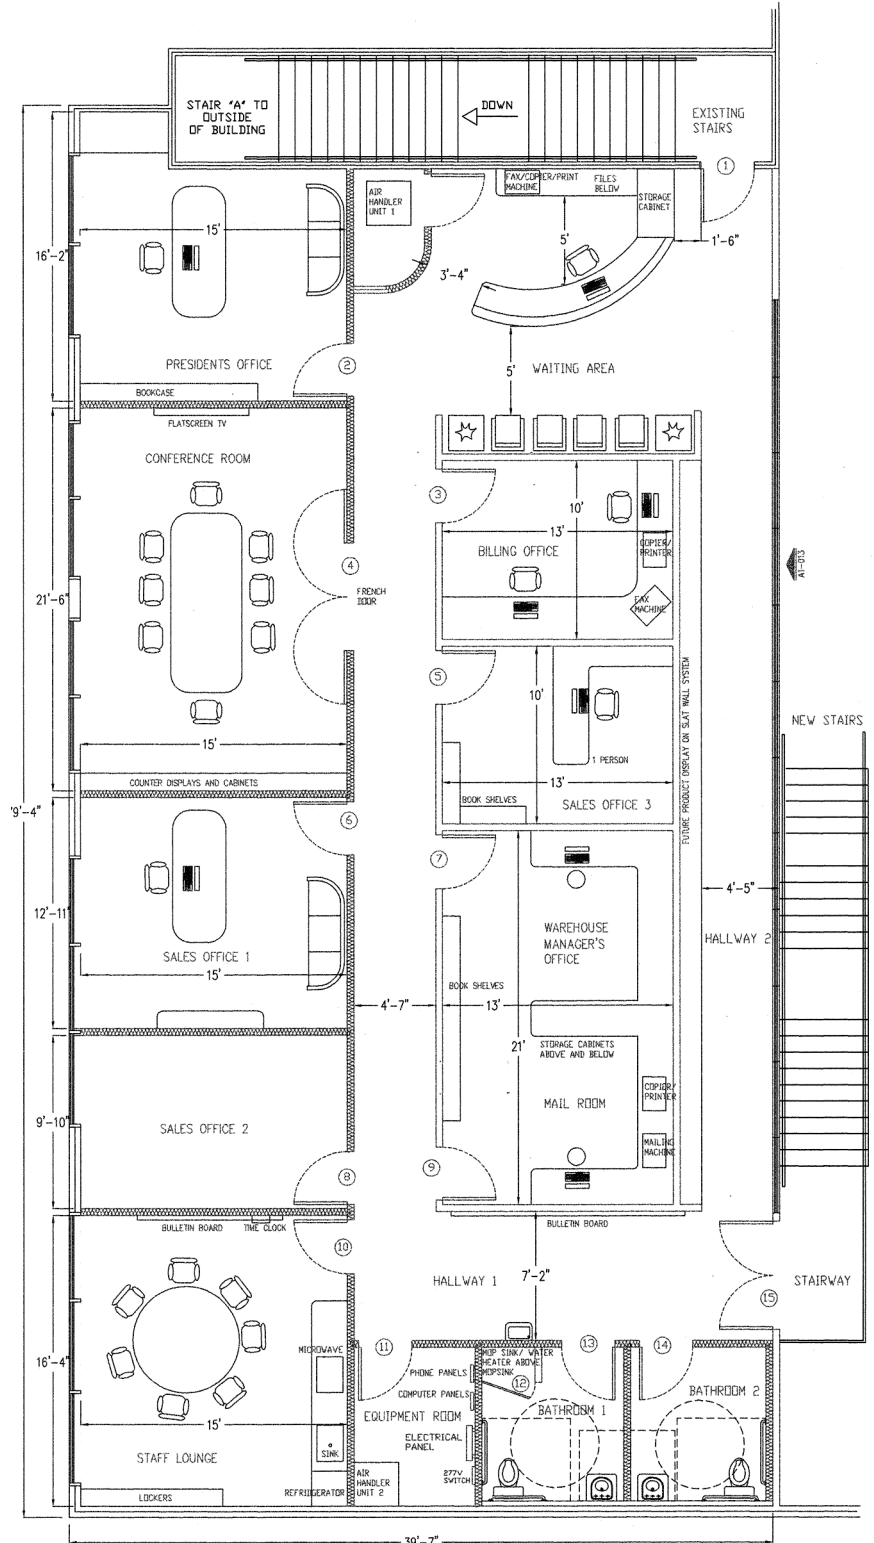 STAIR "A" TO
OUTSIDE
OF BUILDING
DOWN
EXISTING
STAIRS
1
AIR
HANDLER
UNIT 1
FAX/COPIER/PRINT
MACHINE
FILES
BELOW
STORAGE
CABINET
15'
5'
1'-6"
16'-2"
3'-4"
PRESIDENTS OFFICE
2
5'
WAITING AREA
BOOKCASE
FLATSCREEN TV
CONFERENCE ROOM
3
10'
13'
BILLING OFFICE
COPIER/
PRINTER
4
FRENCH
DOOR
FAX
MACHINE
A1-013
21'-6"
5
10'
FUTURE PRODUCT DISPLAY ON SLAT WALL SYSTEM
NEW STAIRS
15'
1 PERSON
COUNTER DISPLAYS AND CABINETS
13'
BOOK SHELVES
SALES OFFICE 3
'9'-4"
6
7
12'-11"
4'-5"
WAREHOUSE
MANAGER'S
OFFICE
HALLWAY 2
SALES OFFICE 1
15'
BOOK SHELVES
4'-7"
13'
21'
STORAGE CABINETS
ABOVE AND BELOW
COPIER/
PRINTER
MAIL ROOM
9'-10"
SALES OFFICE 2
MAILING
MACHINE
8
9
BULLETIN BOARD
TIME CLOCK
BULLETIN BOARD
10
HALLWAY 1
7'-2"
STAIRWAY
15
MICROWAVE
11
13
14
MOP SINK/ WATER
HEATER ABOVE
MOPSINK
16'-4"
PHONE PANELS
12
COMPUTER PANELS
BATHROOM 2
15'
EQUIPMENT ROOM
BATHROOM 1
ELECTRICAL
PANEL
SINK
STAFF LOUNGE
AIR
HANDLER
UNIT 2
277V
SWITCH
LOCKERS
REFRIGERATOR
39'-7"